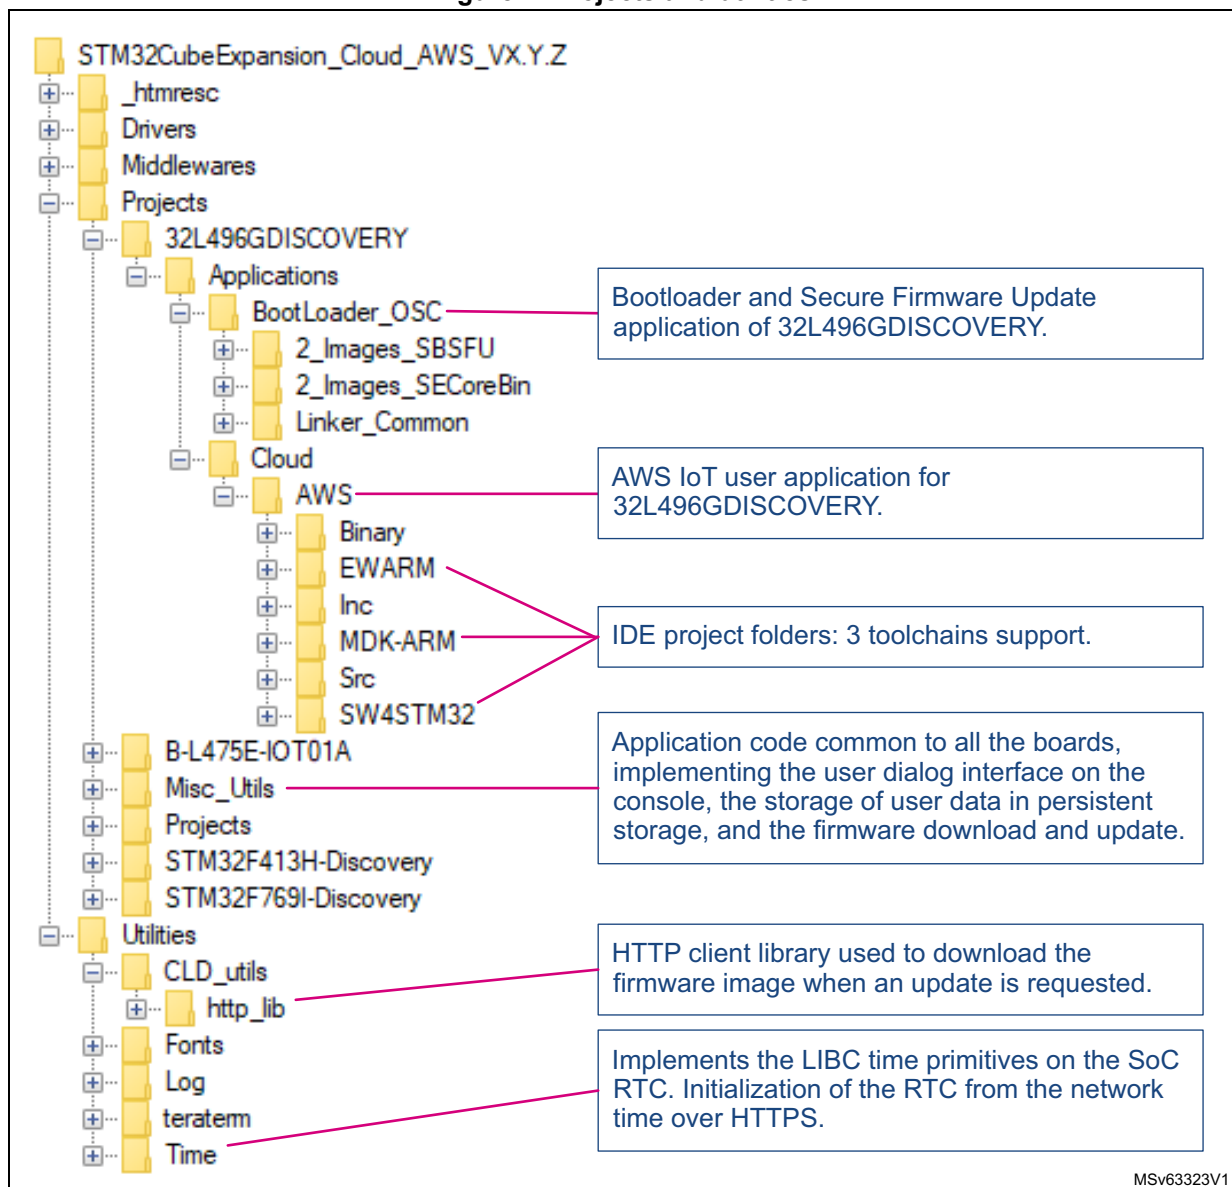 STM32CubeExpansion_Cloud_AWS_VX.Y.Z
_htmresc
Drivers
Middlewares
Projects
32L496GDISCOVERY
Applications
BootLoader_OSC
Bootloader and Secure Firmware Update
application of 32L496GDISCOVERY.
2_Images_SBSFU
2_Images_SECoreBin
Linker_Common
Cloud
AWS
AWS IoT user application for
32L496GDISCOVERY.
Binary
EWARM
Inc
MDK-ARM
IDE project folders: 3 toolchains support.
Src
SW4STM32
B-L475E-IOT01A
Misc_Utils
Application code common to all the boards,
implementing the user dialog interface on the
console, the storage of user data in persistent
storage, and the firmware download and update.
Projects
STM32F413H-Discovery
STM32F769I-Discovery
Utilities
CLD_utils
http_lib
HTTP client library used to download the
firmware image when an update is requested.
Fonts
Log
teraterm
Time
Implements the LIBC time primitives on the SoC
RTC. Initialization of the RTC from the network
time over HTTPS.
MSv63323V1